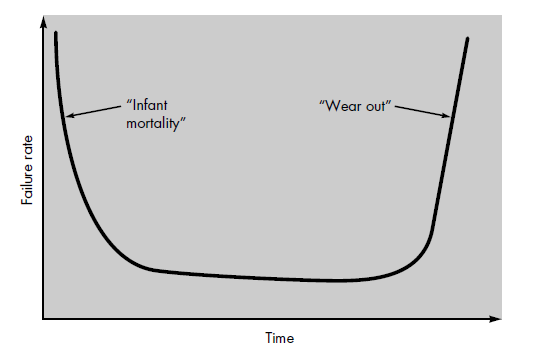 "Infant
mortality"
"Wear out"
Failure rate
Time